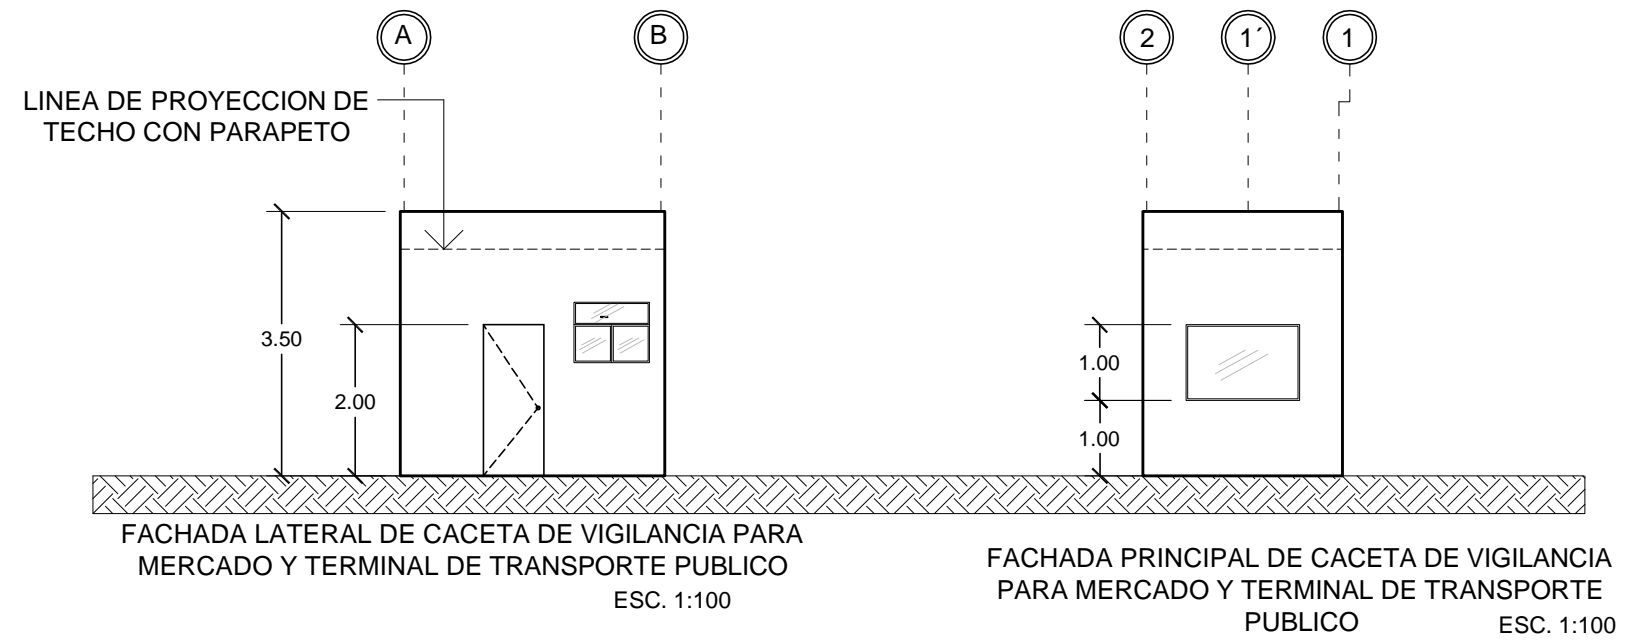 A
B
2
1´
1
LINEA DE PROYECCION DE
TECHO CON PARAPETO
3.50
2.00
1.00
1.00
FACHADA LATERAL DE CACETA DE VIGILANCIA PARA
MERCADO Y TERMINAL DE TRANSPORTE PUBLICO
ESC. 1:100
FACHADA PRINCIPAL DE CACETA DE VIGILANCIA
PARA MERCADO Y TERMINAL DE TRANSPORTE
PUBLICO
ESC. 1:100